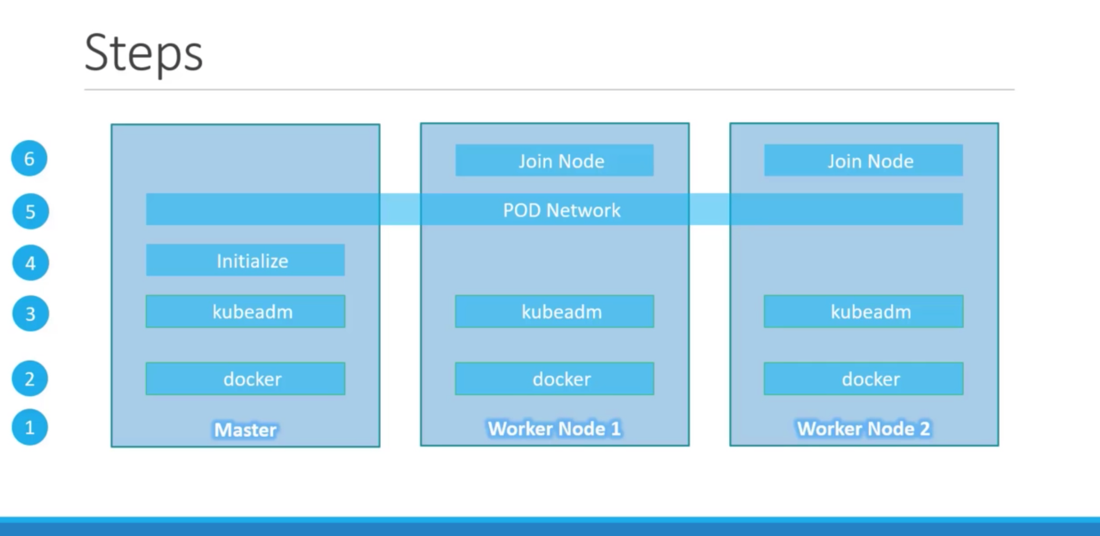 Steps
6
Join Node
Join Node
5
POD Network
4
Initialize
3
kubeadm
kubeadm
kubeadm
2
docker
docker
docker
1
Master
Worker Node 1
Worker Node 2